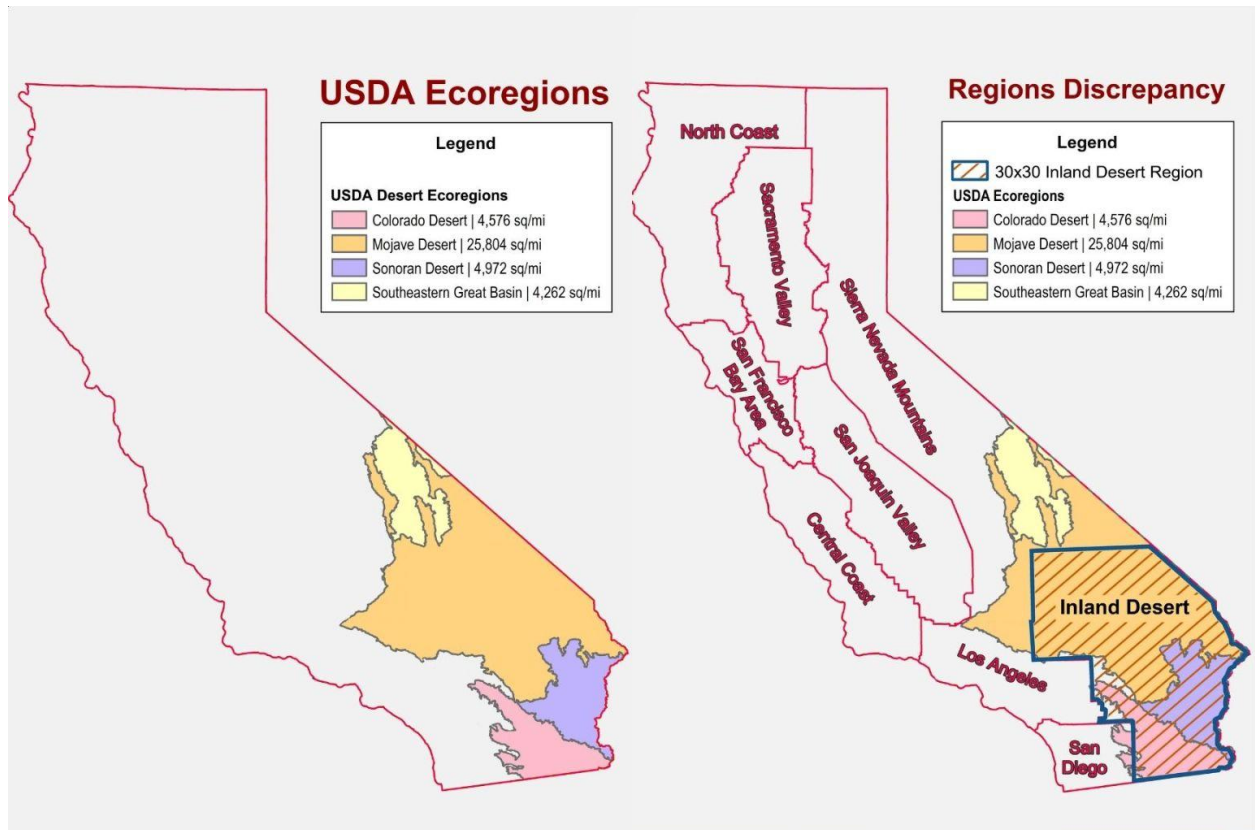 USDA Ecoregions
Legend
USDA Desert Ecoregions
Colorado Desert | 4,576 sq/mi
Mojave Desert | 25,804 sq/mi
Sonoran Desert | 4,972 sq/mi
Southeastern Great Basin | 4,262 sq/mi
Regions Discrepancy
Legend
30x30 Inland Desert Region
USDA Ecoregions
Colorado Desert | 4,576 sq/mi
Mojave Desert | 25,804 sq/mi
Sonoran Desert | 4,972 sq/mi
Southeastern Great Basin | 4,262 sq/mi
North Coast
Sacramento Valley
Sierra Nevada Mountains
San Francisco
Bay Area
San Joaquin Valley
Central Coast
Inland Desert
Los Angeles
San
Diego